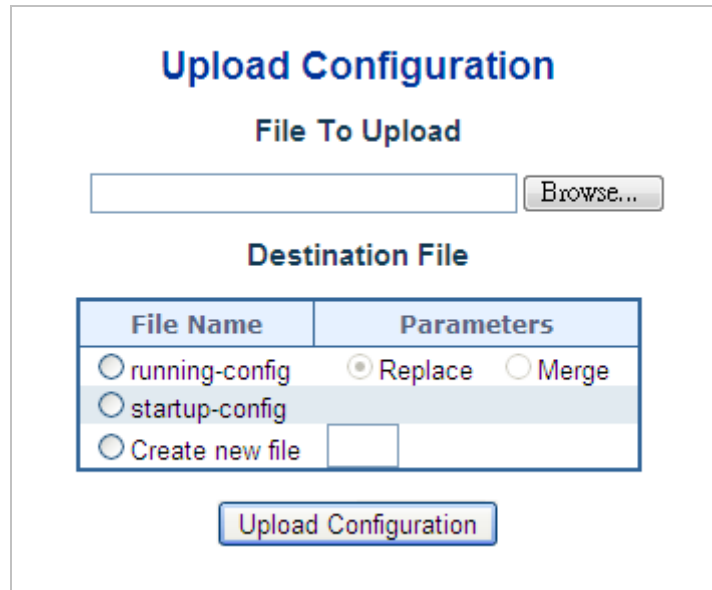 Upload Configuration
File To Upload
Browse...
Destination File
File Name Parameters
running-config Replace Merge
startup-config
Create new file
Upload Configuration